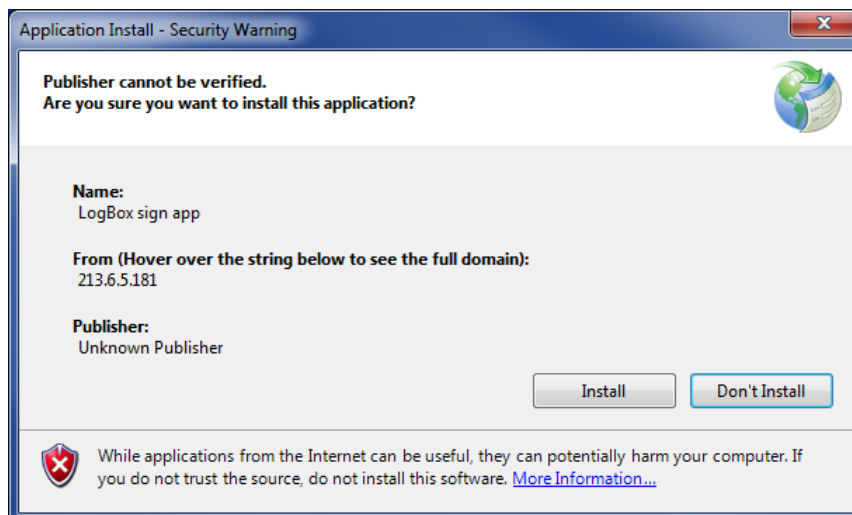 Application Install - Security Warning
Publisher cannot be verified.
Are you sure you want to install this application?
Name:
LogBox sign app
From (Hover over the string below to see the full domain):
213.6.5.181
Publisher:
Unknown Publisher
Install Don't Install
While applications from the Internet can be useful, they can potentially harm your computer. If
you do not trust the source, do not install this software. More Information...